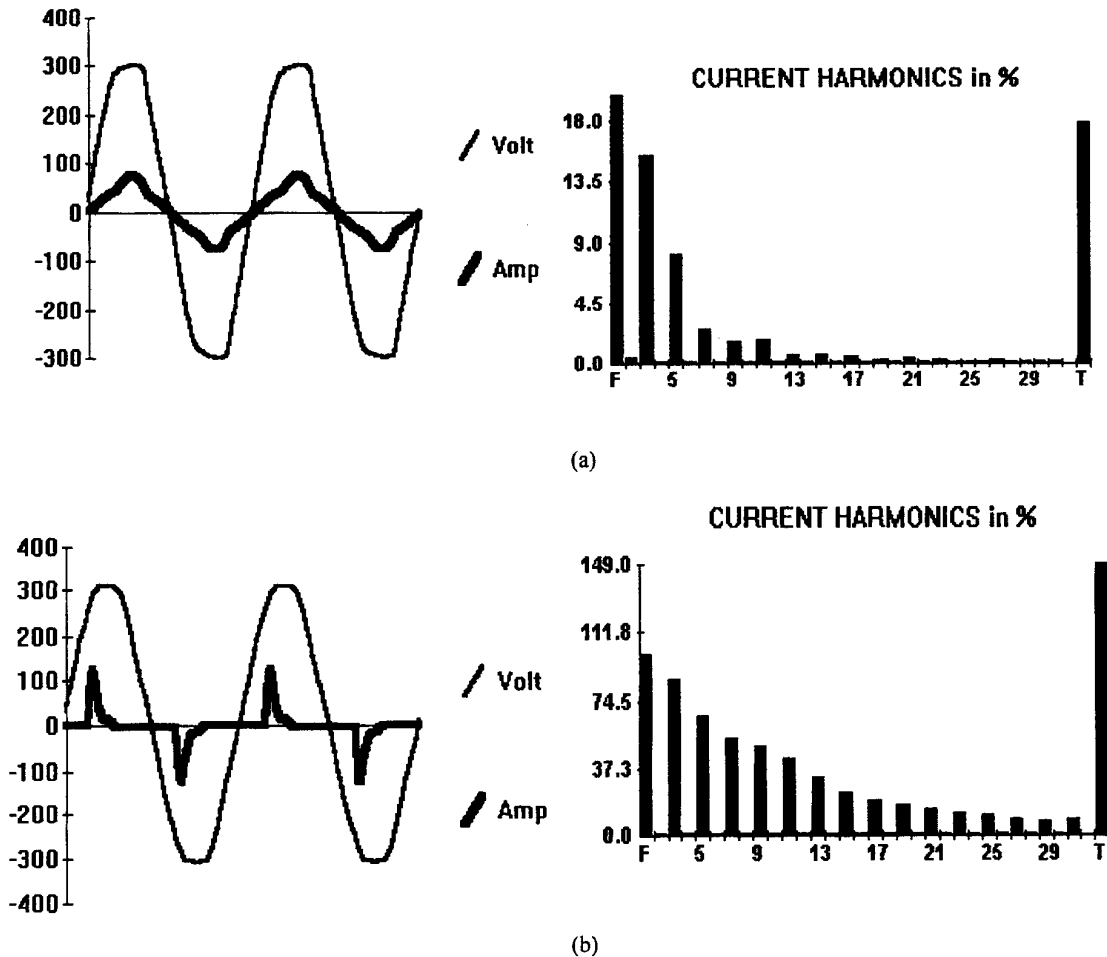 400
300
200
100
0
-100
-200
-300
Volt
Amp
CURRENT HARMONICS in %
18.0
13.5
9.0
4.5
0.0
F 5 9 13 17 21 25 29 T
(a)
400
300
200
100
0
-100
-200
-300
-400
Volt
Amp
CURRENT HARMONICS in %
149.0
111.8
74.5
37.3
0.0
F 5 9 13 17 21 25 29 T
(b)